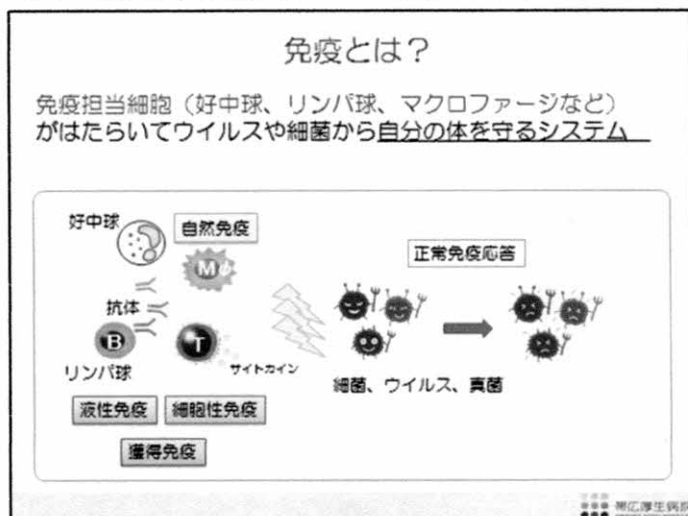 免疫とは？
免疫担当細胞（好中球、リンパ球、マクロファージなど）
がはたらいてウイルスや細菌から自分の体を守るシステム
好中球
自然免疫
正常免疫応答
Mφ
抗体
B
T
リンパ球
サイトカイン
細菌、ウイルス、真菌
液性免疫
細胞性免疫
獲得免疫
帯広厚生病院